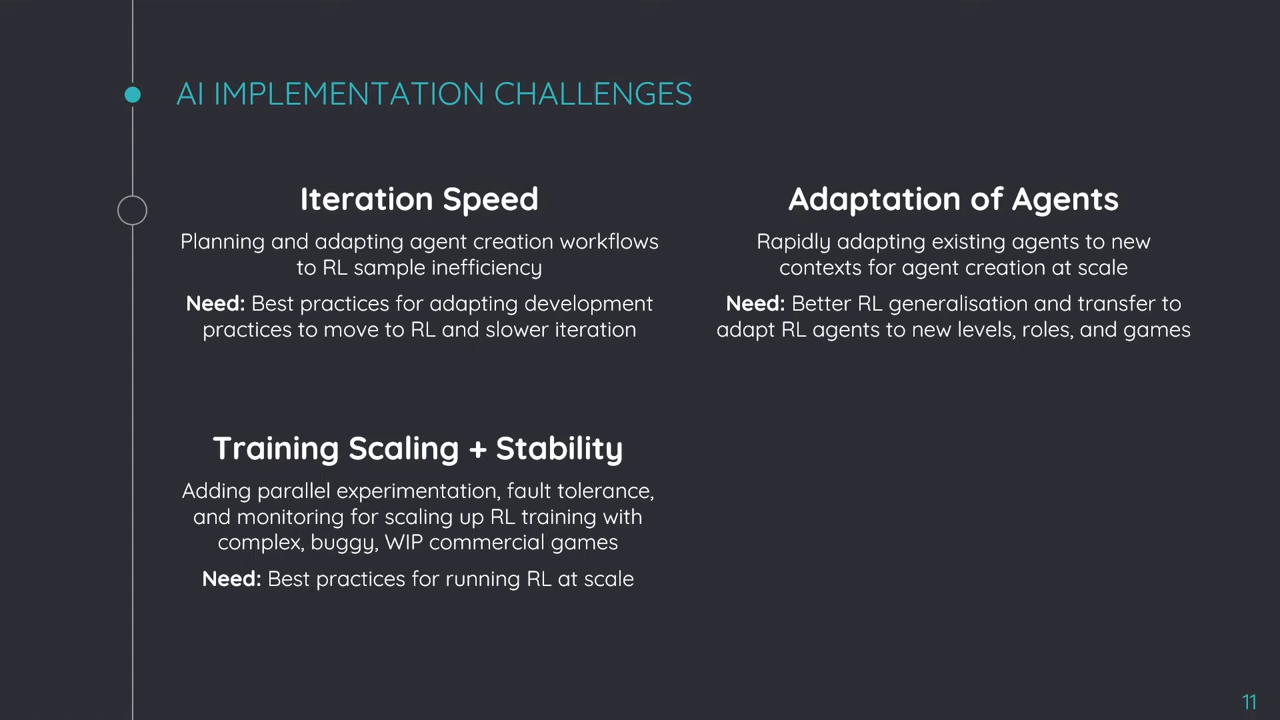 AI IMPLEMENTATION CHALLENGES
Iteration Speed
Planning and adapting agent creation workflows
to RL sample inefficiency
Need: Best practices for adapting development
practices to move to RL and slower iteration
Adaptation of Agents
Rapidly adapting existing agents to new
contexts for agent creation at scale
Need: Better RL generalisation and transfer to
adapt RL agents to new levels, roles, and games
Training Scaling + Stability
Adding parallel experimentation, fault tolerance,
and monitoring for scaling up RL training with
complex, buggy, WIP commercial games
Need: Best practices for running RL at scale
11